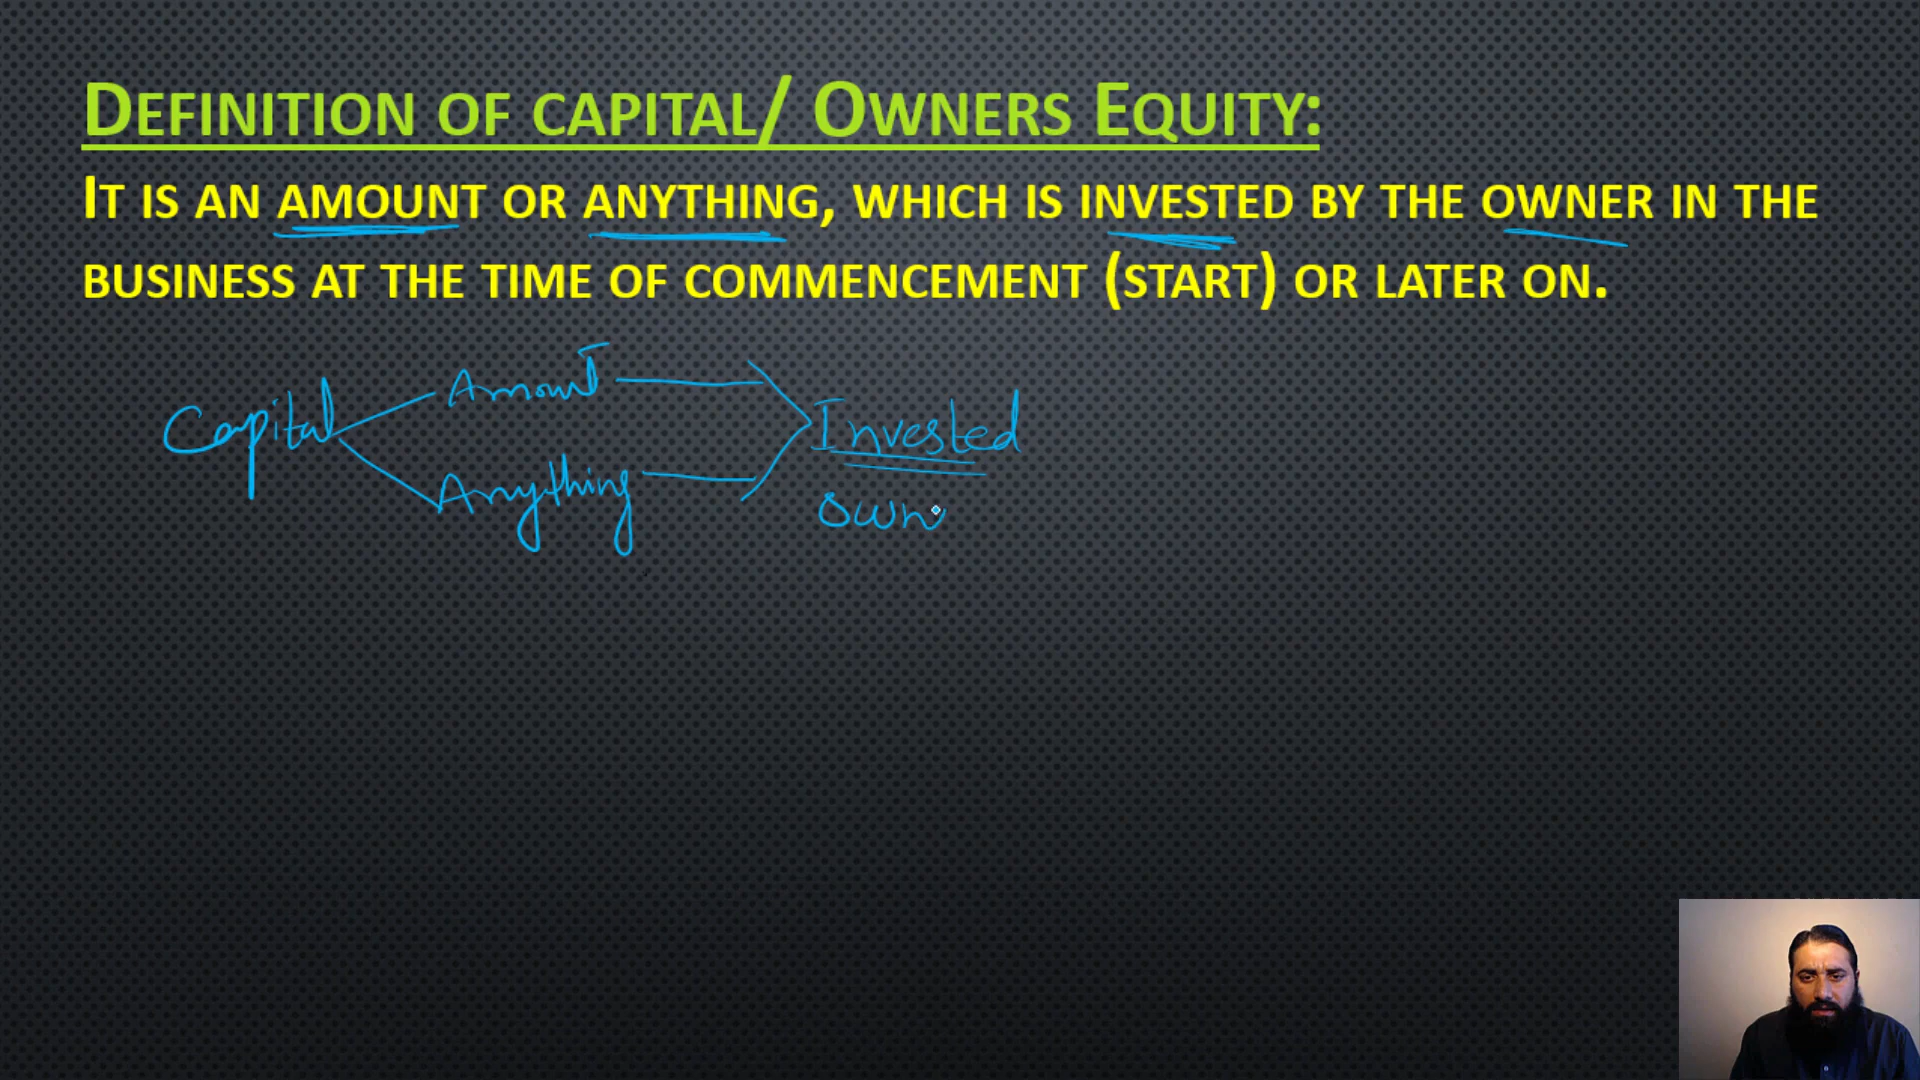 Definition of capital/ Owners Equity:
It is an amount or anything, which is invested by the owner in the
business at the time of commencement (start) or later on.
Amount
Capital
Invested
Anything
own